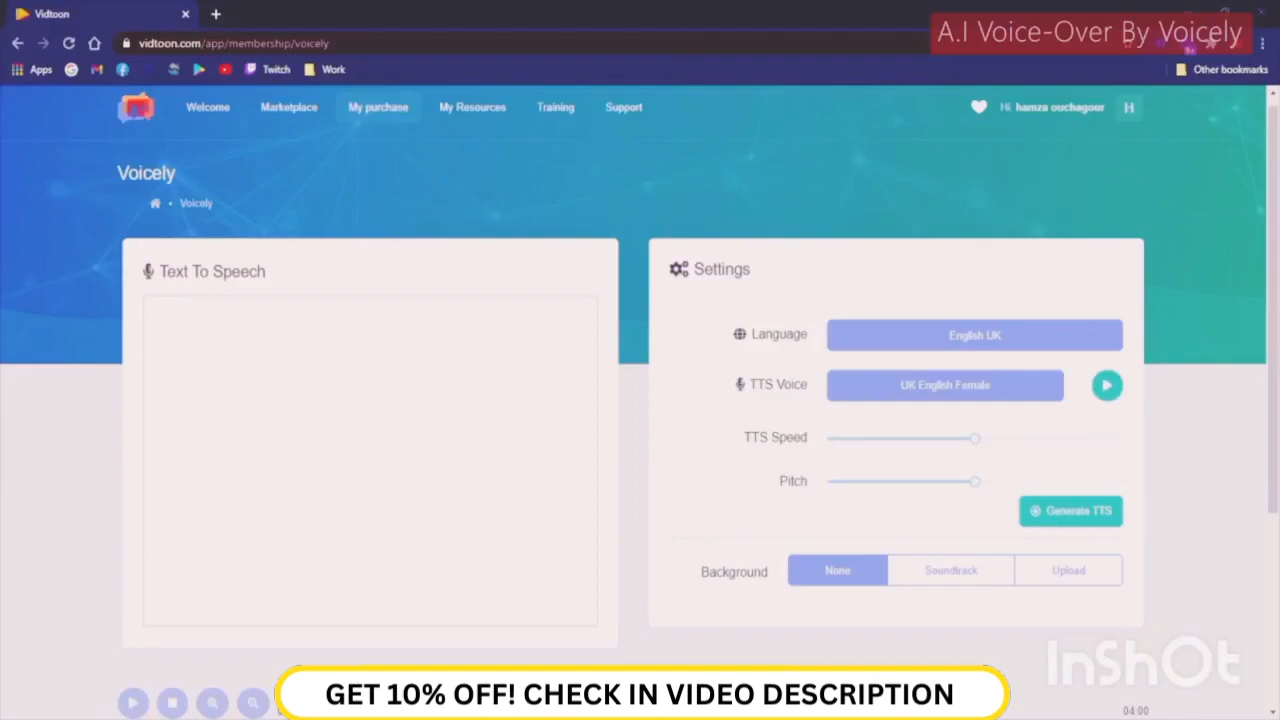 Vidtoon
A.I Voice-Over By Voicely
vidtoon.com/app/membership/voicely
Apps
Twitch
Work
Other bookmarks
Welcome
Marketplace
My purchase
My Resources
Training
Support
Hi hamza ouchagour
H
Voicely
Voicely
Text To Speech
Settings
Language
English UK
TTS Voice
UK English Female
TTS Speed
Pitch
Generate TTS
Background
None
Soundtrack
Upload
InShOt
GET 10% OFF! CHECK IN VIDEO DESCRIPTION
04:00